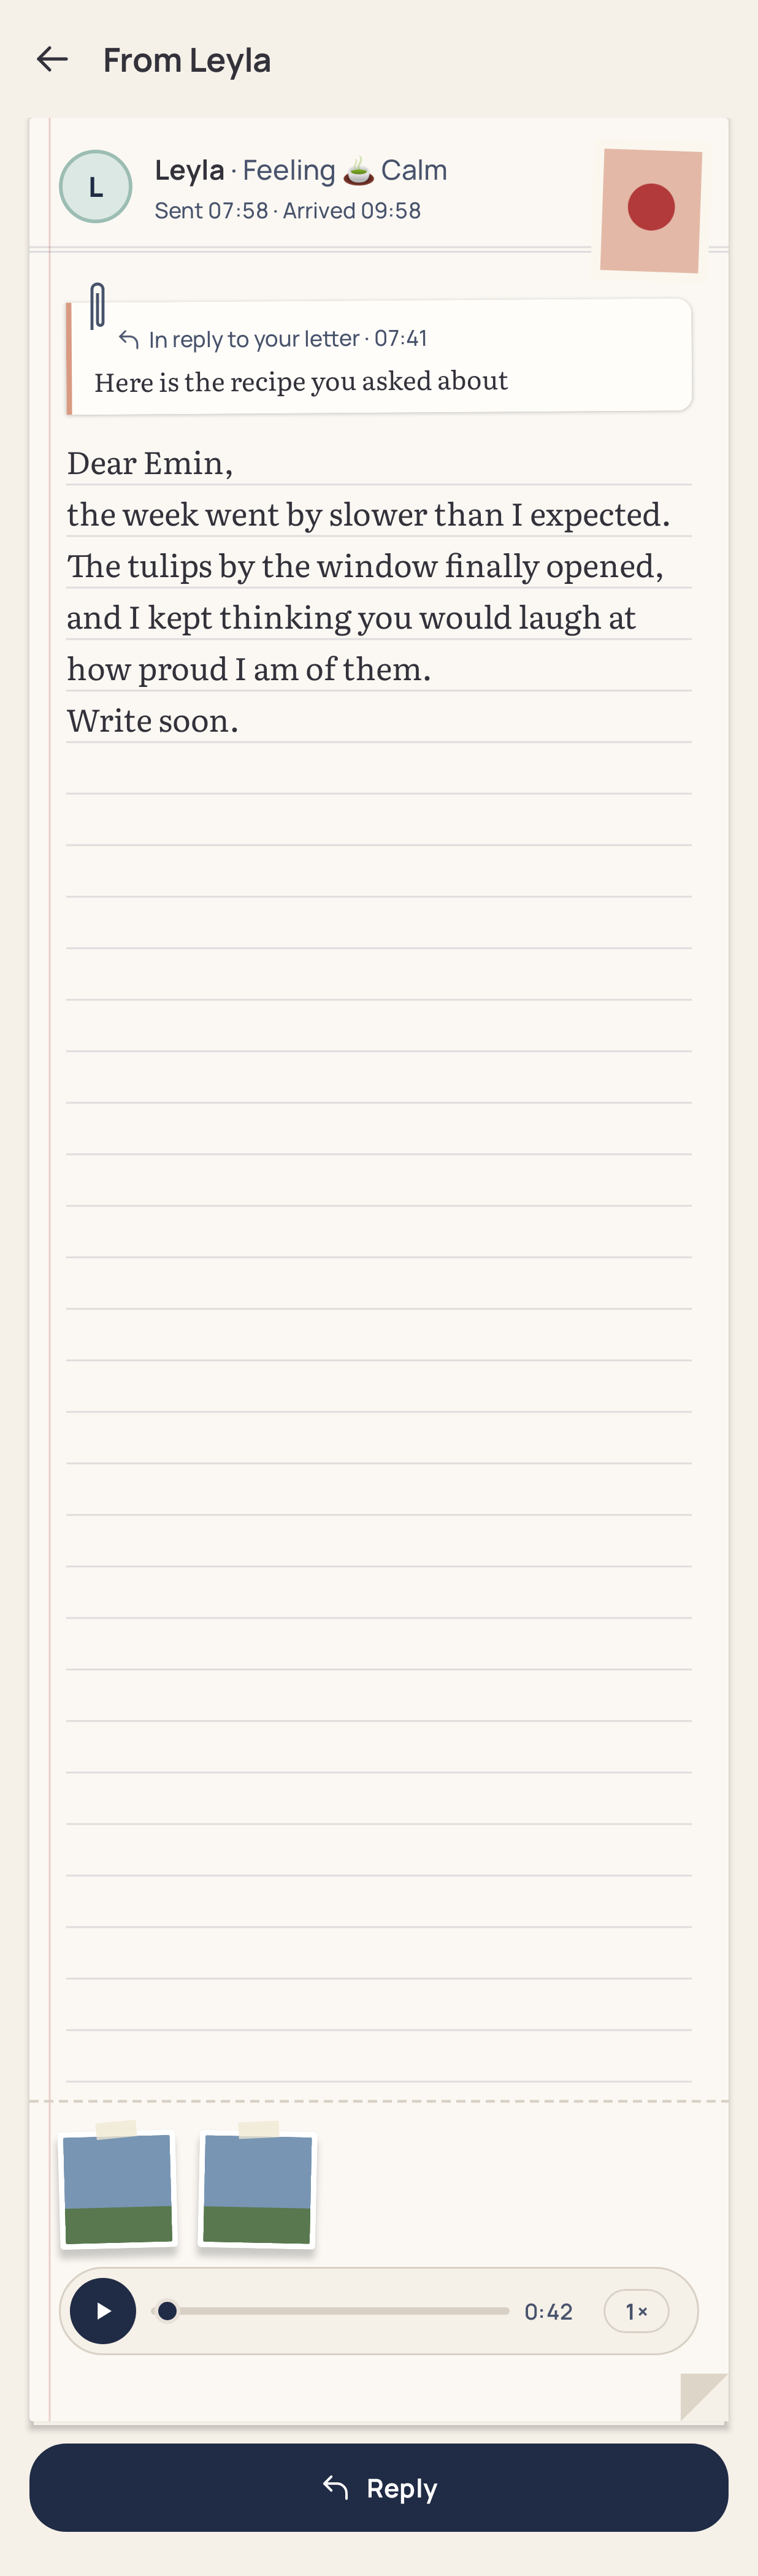 From Leyla
L
Leyla · Feeling 🍵 Calm
Sent 07:58 · Arrived 09:58
In reply to your letter · 07:41
Here is the recipe you asked about
Dear Emin,
the week went by slower than I expected.
The tulips by the window finally opened,
and I kept thinking you would laugh at
how proud I am of them.
Write soon.
0:42
1×
Reply